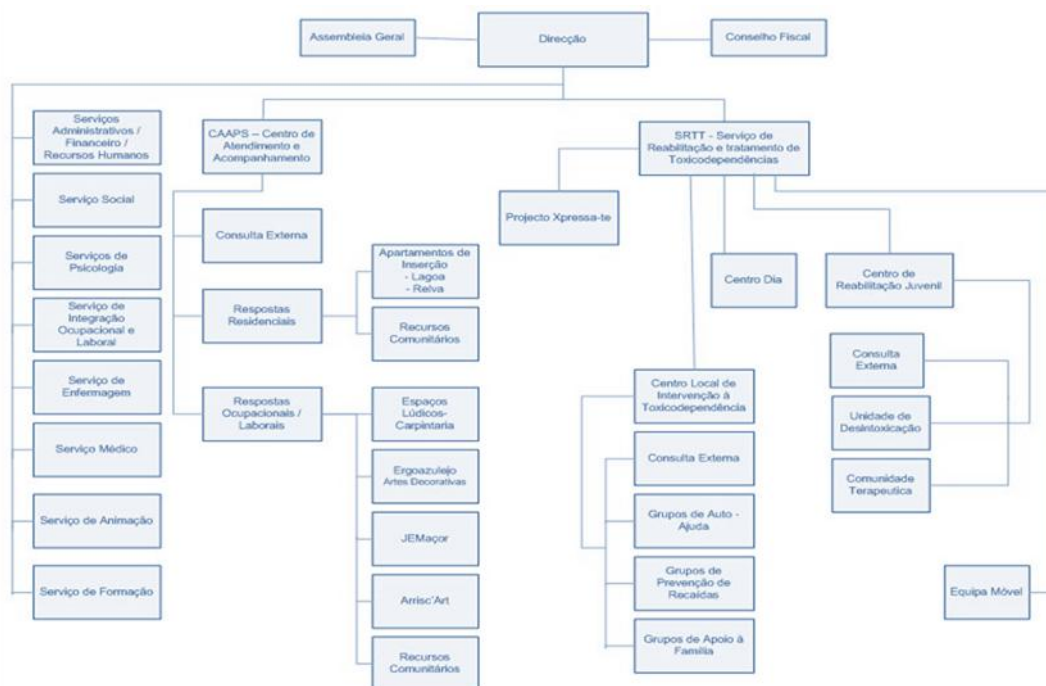 Assembleia Geral
Direcção
Conselho Fiscal
Serviços
Administrativos /
Financeiro /
Recursos Humanos
Serviço Social
Serviços de
Psicologia
Serviço de
Integração
Ocupacional e
Laboral
Serviço de
Enfermagem
Serviço Médico
Serviço de Animação
Serviço de Formação
CAAPS – Centro de
Atendimento e
Acompanhamento
Consulta Externa
Respostas
Residenciais
Apartamentos de
Inserção
- Lagoa
- Relva
Recursos
Comunitários
Respostas
Ocupacionais /
Laborais
Espaços
Lúdicos-
Carpintaria
Ergoazulejo
Artes Decorativas
JEMaçor
Arrisc'Art
Recursos
Comunitários
SRTT - Serviço de
Reabilitação e tratamento de
Toxicodependências
Projecto Xpressa-te
Centro Local de
Intervenção à
Toxicodependência
Consulta Externa
Grupos de Auto -
Ajuda
Grupos de
Prevenção de
Recaídas
Grupos de Apoio à
Família
Centro Dia
Centro de
Reabilitação Juvenil
Consulta
Externa
Unidade de
Desintoxicação
Comunidade
Terapeutica
Equipa Móvel